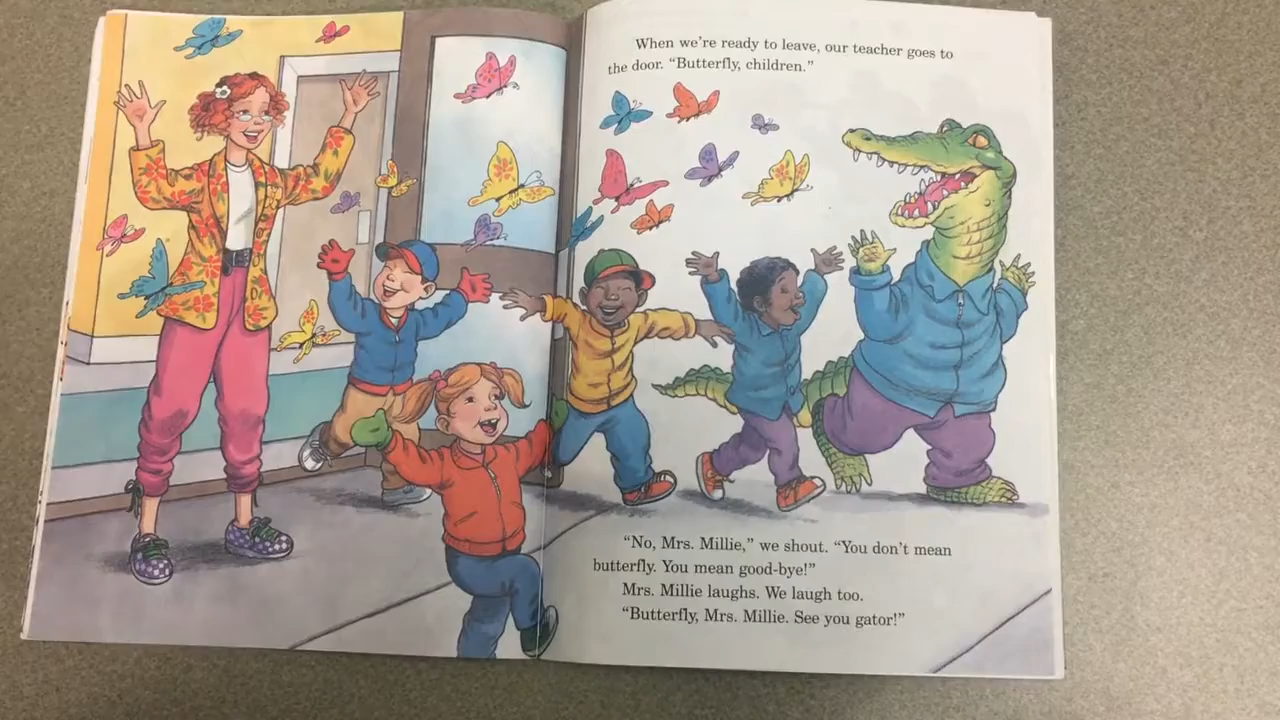 When we're ready to leave, our teacher goes to
the door. "Butterfly, children."
"No, Mrs. Millie," we shout. "You don't mean
butterfly. You mean good-bye!"
Mrs. Millie laughs. We laugh too.
"Butterfly, Mrs. Millie. See you gator!"